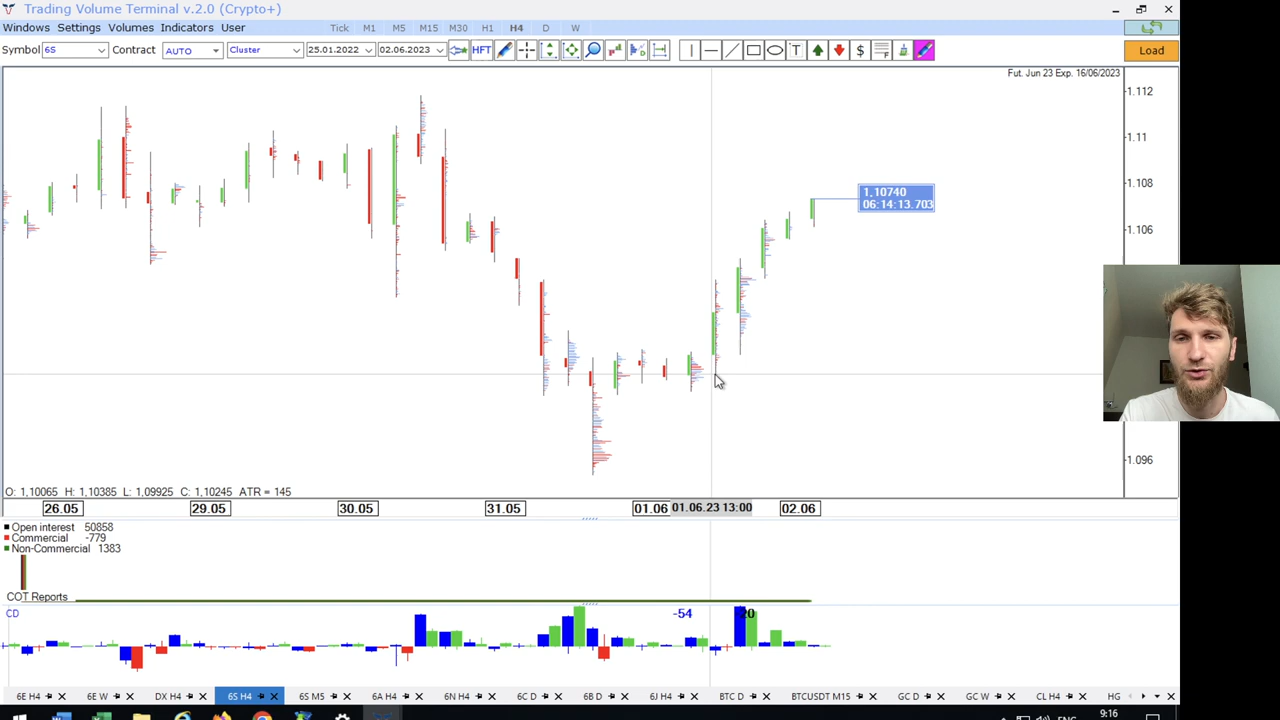 Trading Volume Terminal v.2.0 (Crypto+)
Windows Settings Volumes Indicators User Tick M1 M5 M15 M30 H1 H4 D W
Symbol 6S Contract AUTO Cluster 25.01.2022 02.06.2023 HFT T $ F Load
Fut. Jun 23 Exp. 16/06/2023
1.112
1.11
1.108
1.10740
06:14:13.703
1.106
1.096
O: 1,10065 H: 1,10385 L: 1,09925 C: 1,10245 ATR = 145
26.05 29.05 30.05 31.05 01.06 01.06.23 13:00 02.06
Open interest 50858
Commercial -779
Non-Commercial 1383
COT Reports
CD -54 20
6E H4 6E W DX H4 6S H4 6S M5 6A H4 6N H4 6C D 6B D 6J H4 BTC D BTCUSDT M15 GC D GC W CL H4 HG
9:16
ENG